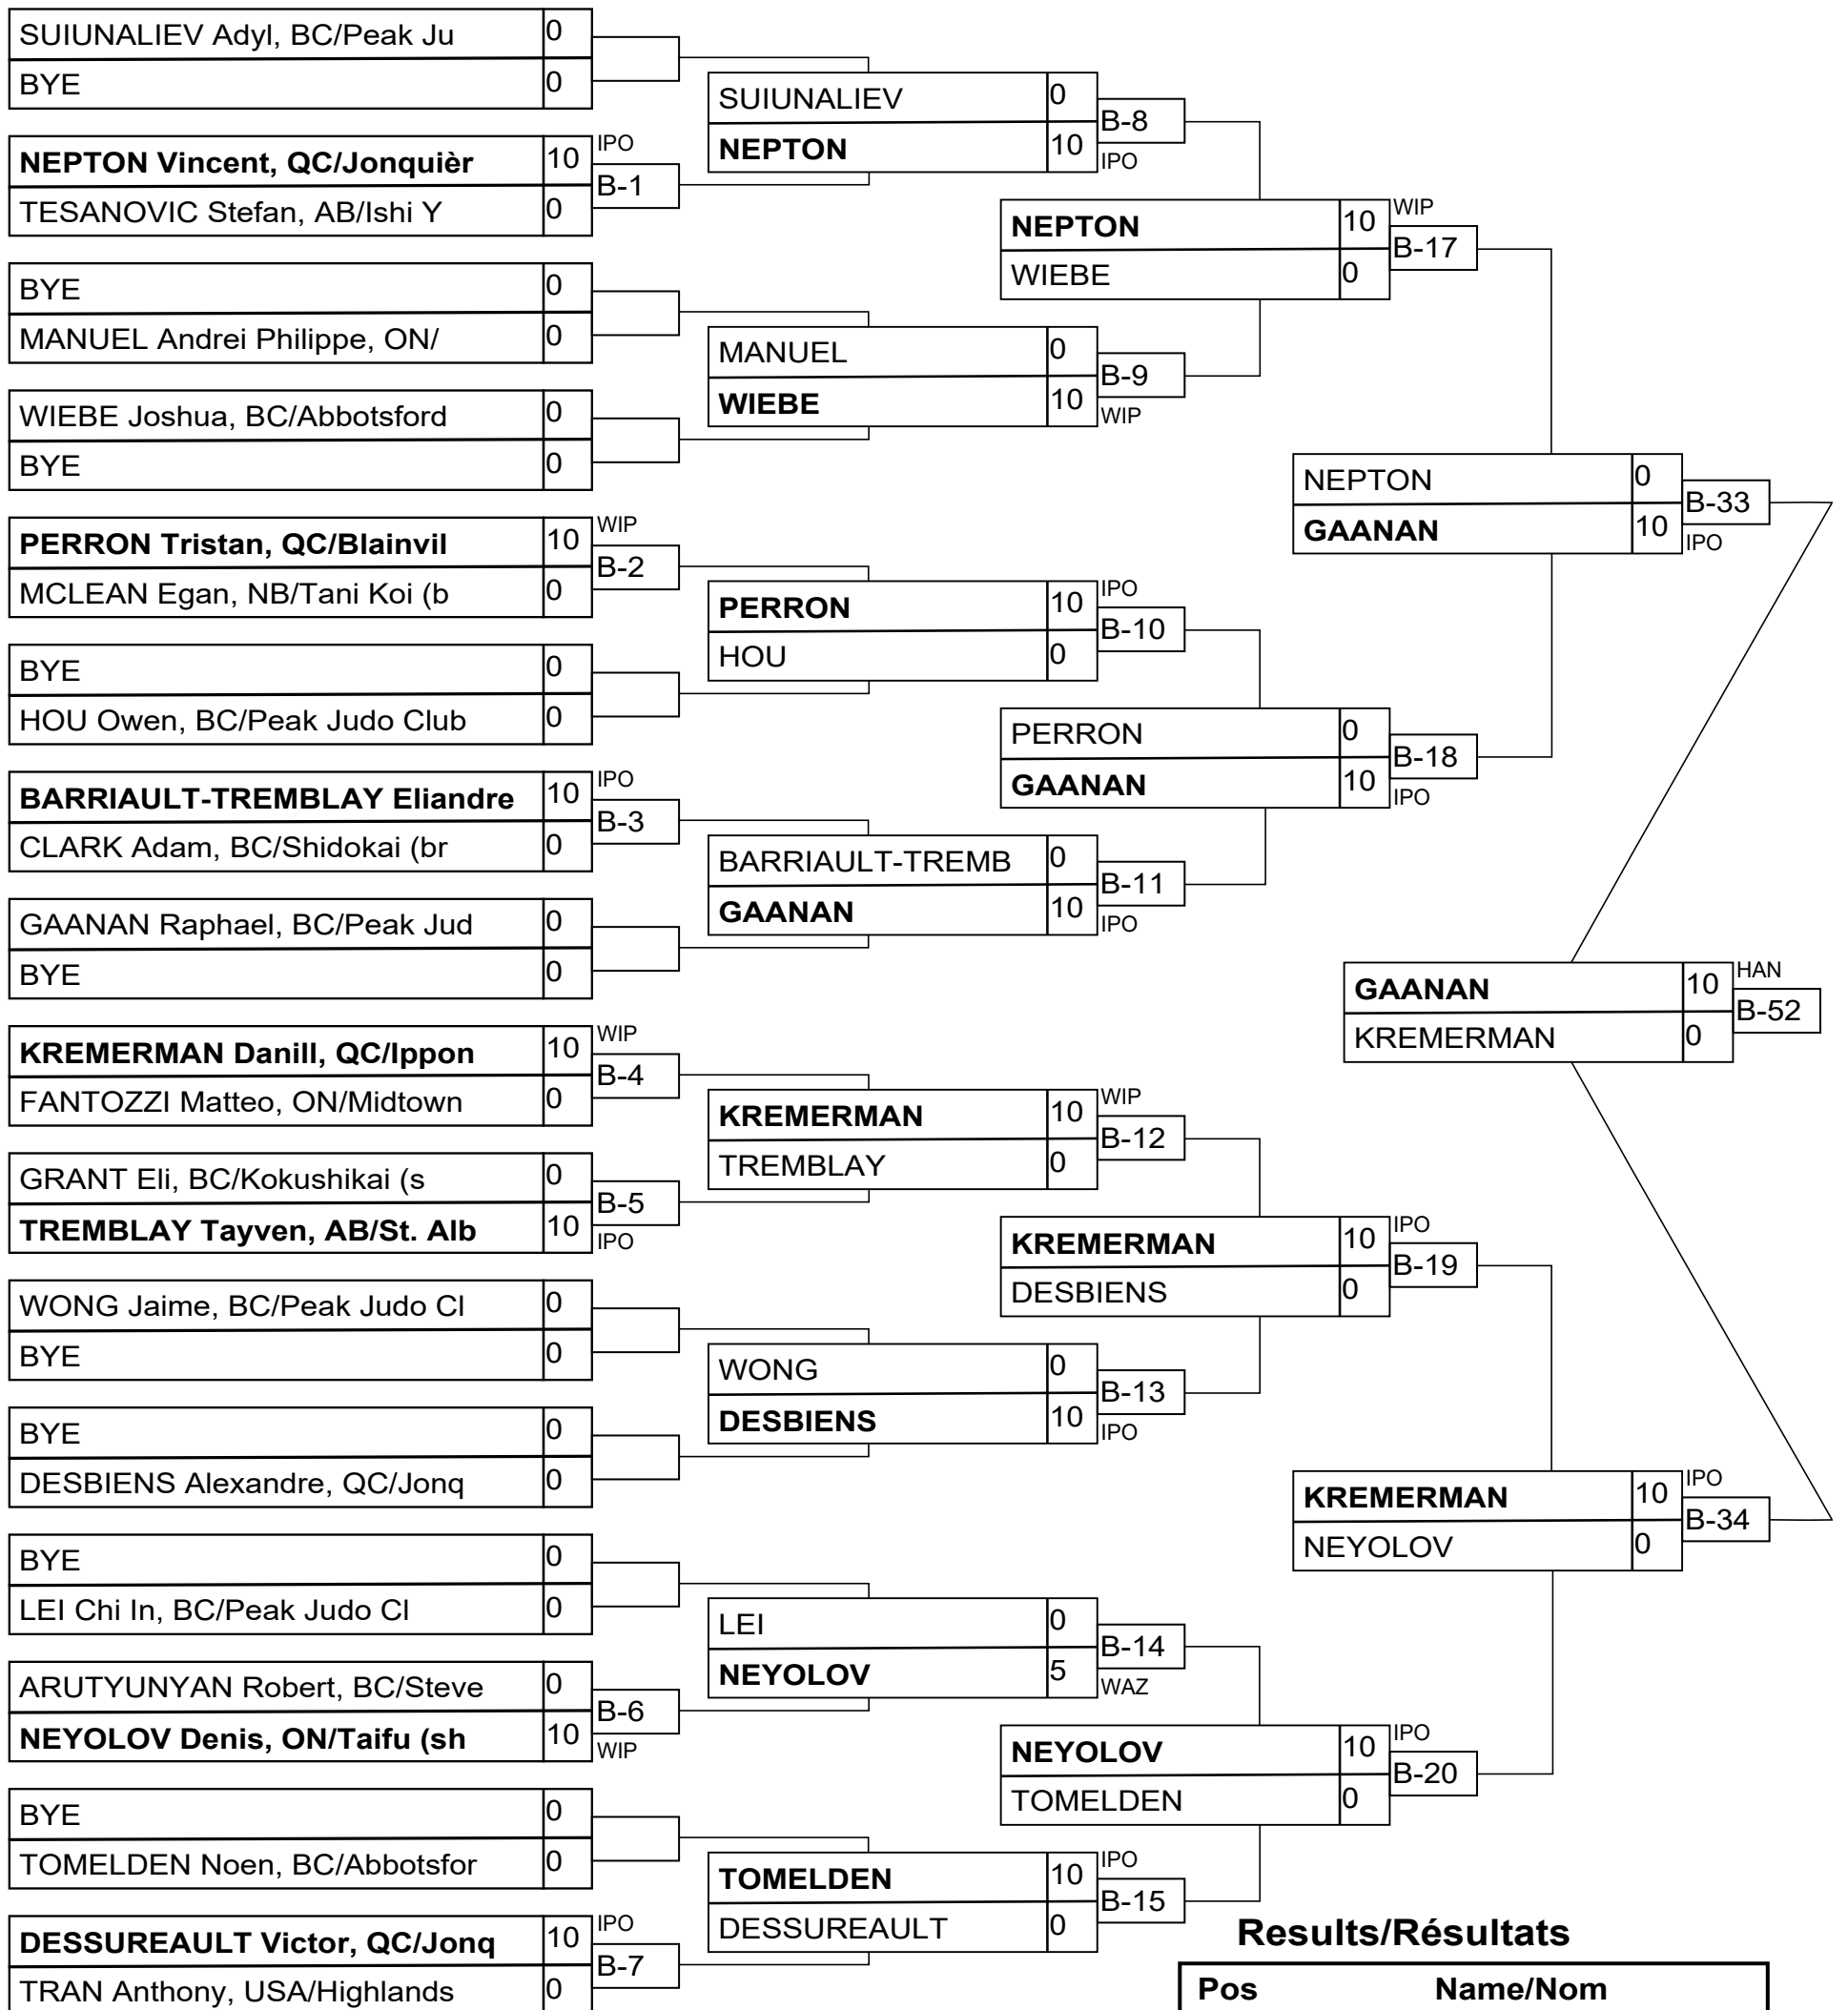 SUIUNALIEV Adyl, BC/Peak Ju 0
BYE 0
NEPTON Vincent, QC/Jonquièr 10 IPO
B-1
TESANOVIC Stefan, AB/Ishi Y 0
BYE 0
MANUEL Andrei Philippe, ON/ 0
WIEBE Joshua, BC/Abbotsford 0
BYE 0
PERRON Tristan, QC/Blainvil 10 WIP
B-2
MCLEAN Egan, NB/Tani Koi (b 0
BYE 0
HOU Owen, BC/Peak Judo Club 0
BARRIAULT-TREMBLAY Eliandre 10 IPO
B-3
CLARK Adam, BC/Shidokai (br 0
GAANAN Raphael, BC/Peak Jud 0
BYE 0
KREMERMAN Danill, QC/Ippon 10 WIP
B-4
FANTOZZI Matteo, ON/Midtown 0
GRANT Eli, BC/Kokushikai (s 0
B-5
TREMBLAY Tayven, AB/St. Alb 10 IPO
WONG Jaime, BC/Peak Judo Cl 0
BYE 0
BYE 0
DESBIENS Alexandre, QC/Jonq 0
BYE 0
LEI Chi In, BC/Peak Judo Cl 0
ARUTYUNYAN Robert, BC/Steve 0
B-6
NEYOLOV Denis, ON/Taifu (sh 10 WIP
BYE 0
TOMELDEN Noen, BC/Abbotsfor 0
DESSUREAULT Victor, QC/Jonq 10 IPO
B-7
TRAN Anthony, USA/Highlands 0
SUIUNALIEV 0
B-8
NEPTON 10 IPO
MANUEL 0
B-9
WIEBE 10 WIP
PERRON 10 IPO
B-10
HOU 0
BARRIAULT-TREMB 0
B-11
GAANAN 10 IPO
KREMERMAN 10 WIP
B-12
TREMBLAY 0
WONG 0
B-13
DESBIENS 10 IPO
LEI 0
B-14
NEYOLOV 5 WAZ
TOMELDEN 10 IPO
B-15
DESSUREAULT 0
NEPTON 10 WIP
B-17
WIEBE 0
PERRON 0
B-18
GAANAN 10 IPO
KREMERMAN 10 IPO
B-19
DESBIENS 0
NEYOLOV 10 IPO
B-20
TOMELDEN 0
NEPTON 0
B-33
GAANAN 10 IPO
KREMERMAN 10 IPO
B-34
NEYOLOV 0
GAANAN 10 HAN
B-52
KREMERMAN 0
Results/Résultats
Pos Name/Nom